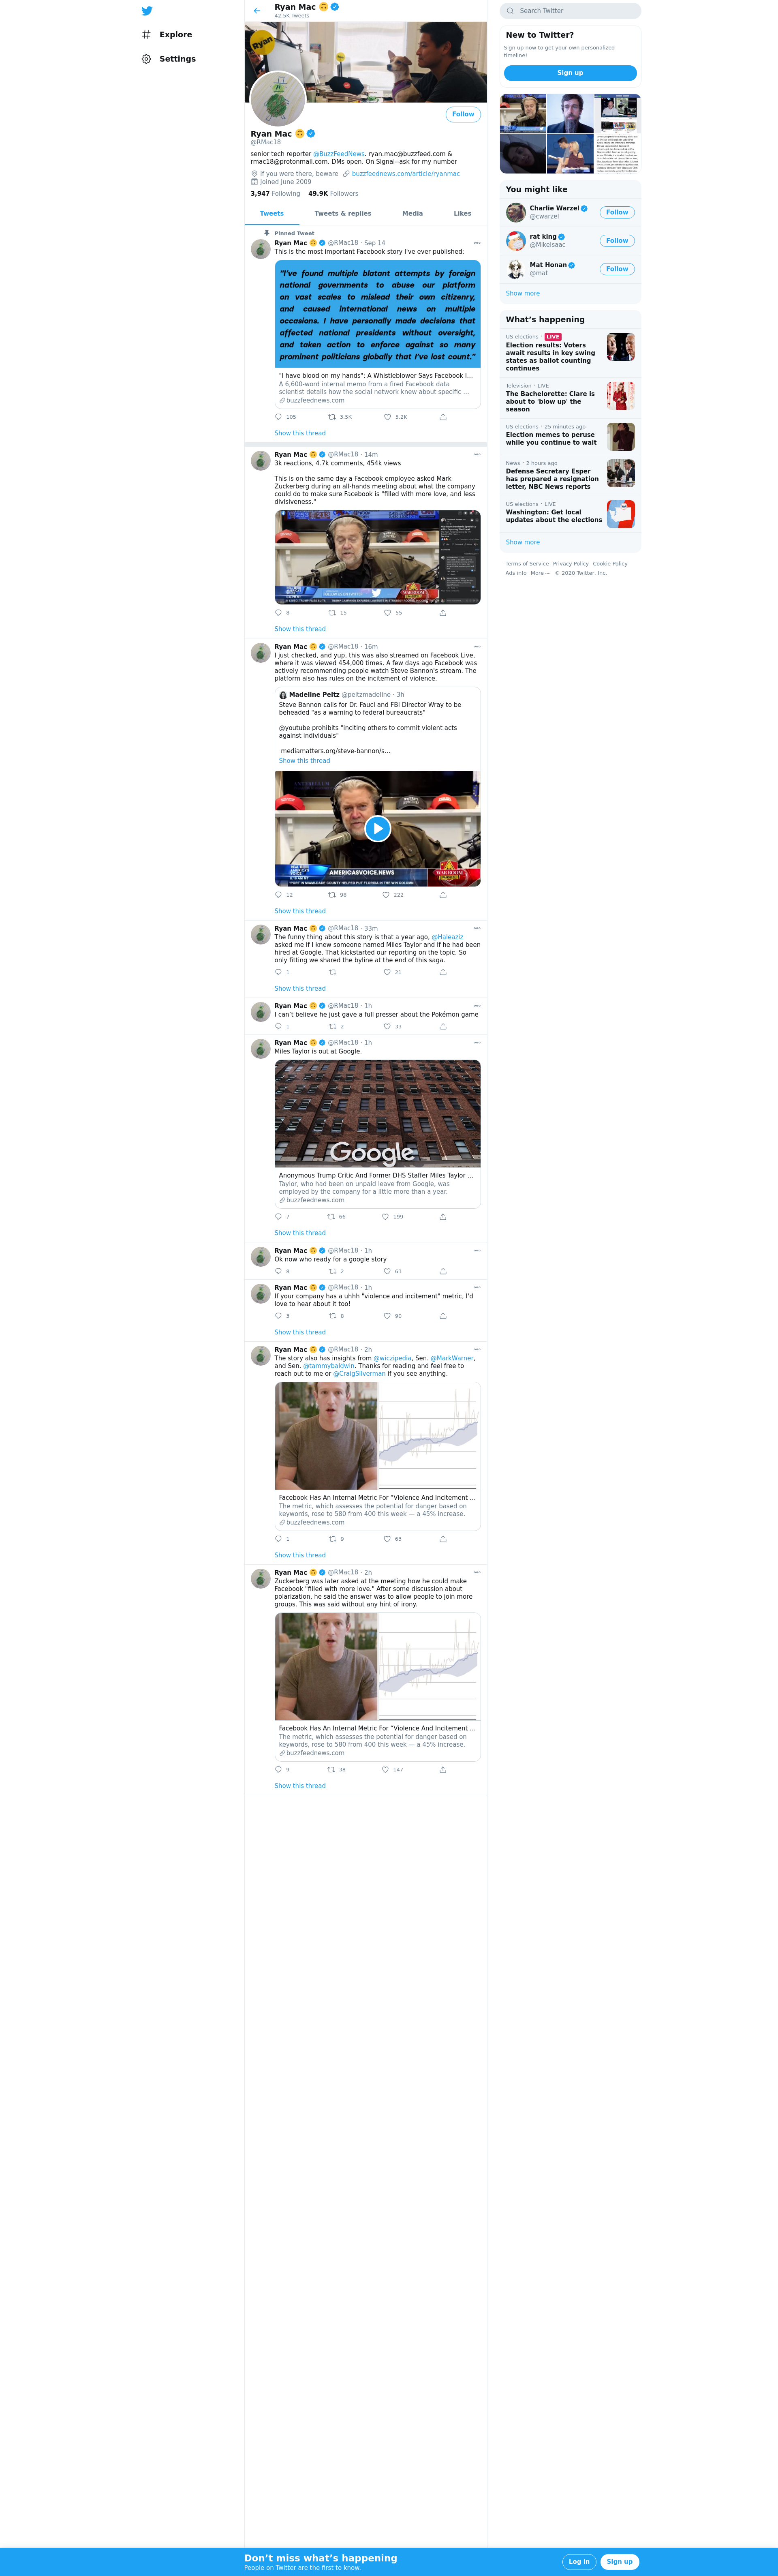 Explore
Settings
Ryan Mac 🙃
42.5K Tweets
Ryan
Follow
Ryan Mac 🙃
@RMac18
senior tech reporter @BuzzFeedNews. ryan.mac@buzzfeed.com &
rmac18@protonmail.com. DMs open. On Signal--ask for my number
If you were there, beware buzzfeednews.com/article/ryanmac
Joined June 2009
3,947 Following 49.9K Followers
Tweets Tweets & replies Media Likes
Pinned Tweet
Ryan Mac 🙃 @RMac18 · Sep 14
This is the most important Facebook story I've ever published:
"I've found multiple blatant attempts by foreign
national governments to abuse our platform
on vast scales to mislead their own citizenry,
and caused international news on multiple
occasions. I have personally made decisions that
affected national presidents without oversight,
and taken action to enforce against so many
prominent politicians globally that I've lost count."
"I have blood on my hands": A Whistleblower Says Facebook I...
A 6,600-word internal memo from a fired Facebook data
scientist details how the social network knew about specific ...
buzzfeednews.com
105 3.5K 5.2K
Show this thread
Ryan Mac 🙃 @RMac18 · 14m
3k reactions, 4.7k comments, 454k views
This is on the same day a Facebook employee asked Mark
Zuckerberg during an all-hands meeting about what the company
could do to make sure Facebook is "filled with more love, and less
divisiveness."
8 15 55
Show this thread
Ryan Mac 🙃 @RMac18 · 16m
I just checked, and yup, this was also streamed on Facebook Live,
where it was viewed 454,000 times. A few days ago Facebook was
actively recommending people watch Steve Bannon's stream. The
platform also has rules on the incitement of violence.
Madeline Peltz @peltzmadeline · 3h
Steve Bannon calls for Dr. Fauci and FBI Director Wray to be
beheaded "as a warning to federal bureaucrats"
@youtube prohibits "inciting others to commit violent acts
against individuals"
mediamatters.org/steve-bannon/s…
Show this thread
AMERICASVOICE.NEWS
WAR ROOM
12 98 222
Show this thread
Ryan Mac 🙃 @RMac18 · 33m
The funny thing about this story is that a year ago, @Haleaziz
asked me if I knew someone named Miles Taylor and if he had been
hired at Google. That kickstarted our reporting on the topic. So
only fitting we shared the byline at the end of this saga.
1 21
Show this thread
Ryan Mac 🙃 @RMac18 · 1h
I can't believe he just gave a full presser about the Pokémon game
1 2 33
Ryan Mac 🙃 @RMac18 · 1h
Miles Taylor is out at Google.
Google
Anonymous Trump Critic And Former DHS Staffer Miles Taylor ...
Taylor, who had been on unpaid leave from Google, was
employed by the company for a little more than a year.
buzzfeednews.com
7 66 199
Show this thread
Ryan Mac 🙃 @RMac18 · 1h
Ok now who ready for a google story
8 2 63
Ryan Mac 🙃 @RMac18 · 1h
If your company has a uhhh "violence and incitement" metric, I'd
love to hear about it too!
3 8 90
Show this thread
Ryan Mac 🙃 @RMac18 · 2h
The story also has insights from @wiczipedia, Sen. @MarkWarner,
and Sen. @tammybaldwin. Thanks for reading and feel free to
reach out to me or @CraigSilverman if you see anything.
Facebook Has An Internal Metric For "Violence And Incitement ...
The metric, which assesses the potential for danger based on
keywords, rose to 580 from 400 this week — a 45% increase.
buzzfeednews.com
1 9 63
Show this thread
Ryan Mac 🙃 @RMac18 · 2h
Zuckerberg was later asked at the meeting how he could make
Facebook "filled with more love." After some discussion about
polarization, he said the answer was to allow people to join more
groups. This was said without any hint of irony.
Facebook Has An Internal Metric For "Violence And Incitement ...
The metric, which assesses the potential for danger based on
keywords, rose to 580 from 400 this week — a 45% increase.
buzzfeednews.com
9 38 147
Show this thread
Search Twitter
New to Twitter?
Sign up now to get your own personalized
timeline!
Sign up
You might like
Charlie Warzel
@cwarzel
Follow
rat king
@MikeIsaac
Follow
Mat Honan
@mat
Follow
Show more
What's happening
US elections · LIVE
Election results: Voters
await results in key swing
states as ballot counting
continues
Television · LIVE
The Bachelorette: Clare is
about to 'blow up' the
season
US elections · 25 minutes ago
Election memes to peruse
while you continue to wait
News · 2 hours ago
Defense Secretary Esper
has prepared a resignation
letter, NBC News reports
US elections · LIVE
Washington: Get local
updates about the elections
Show more
Terms of Service Privacy Policy Cookie Policy
Ads info More © 2020 Twitter, Inc.
Don't miss what's happening
People on Twitter are the first to know.
Log in Sign up